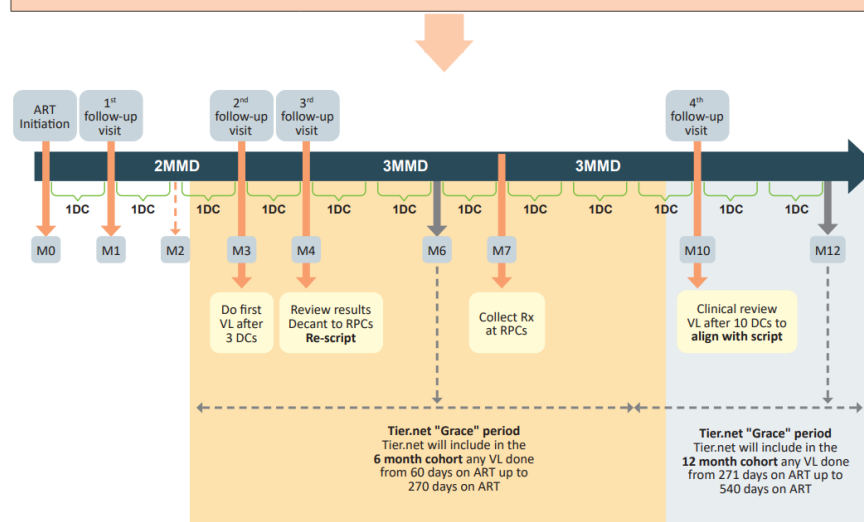 ART
Initiation
1st
follow-up
visit
2nd
follow-up
visit
3rd
follow-up
visit
4th
follow-up
visit
2MMD
3MMD
3MMD
1DC
1DC
1DC
1DC
1DC
1DC
1DC
1DC
1DC
1DC
1DC
1DC
M0
M1
M2
M3
M4
M6
M7
M10
M12
Do first
VL after
3 DCs
Review results
Decant to RPCs
Re-script
Collect Rx
at RPCs
Clinical review
VL after 10 DCs to
align with script
Tier.net "Grace" period
Tier.net will include in the
6 month cohort any VL done
from 60 days on ART up to
270 days on ART
Tier.net "Grace" period
Tier.net will include in the
12 month cohort any VL done
from 271 days on ART up to
540 days on ART